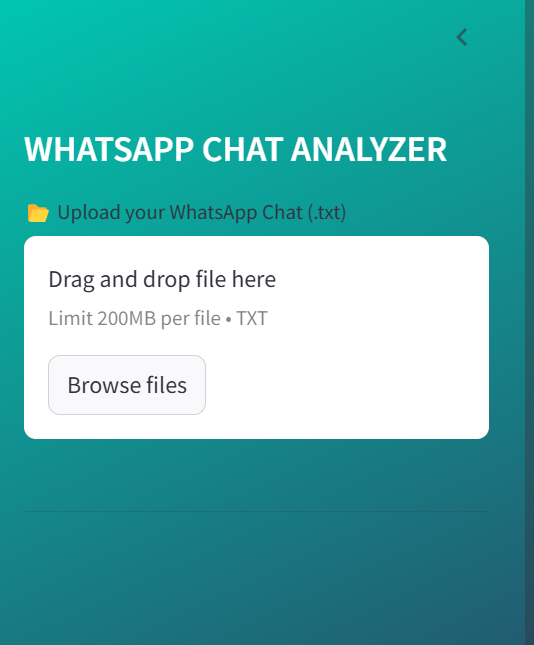 WHATSAPP CHAT ANALYZER
📂 Upload your WhatsApp Chat (.txt)
Drag and drop file here
Limit 200MB per file • TXT
Browse files